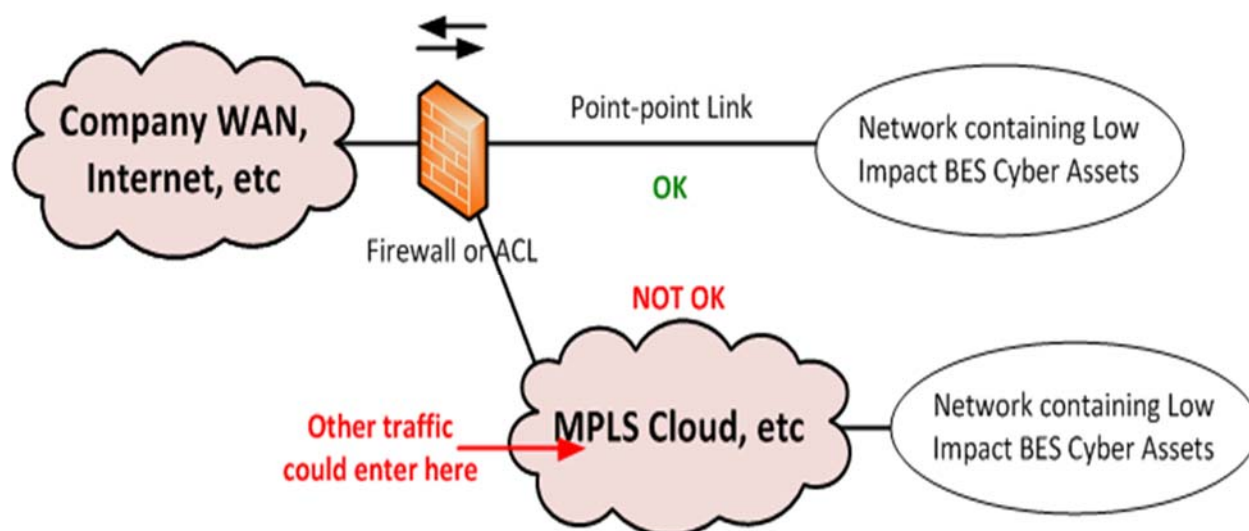 Company WAN,
Internet, etc
Point-point Link
OK
Network containing Low
Impact BES Cyber Assets
Firewall or ACL
NOT OK
Other traffic
could enter here
MPLS Cloud, etc
Network containing Low
Impact BES Cyber Assets